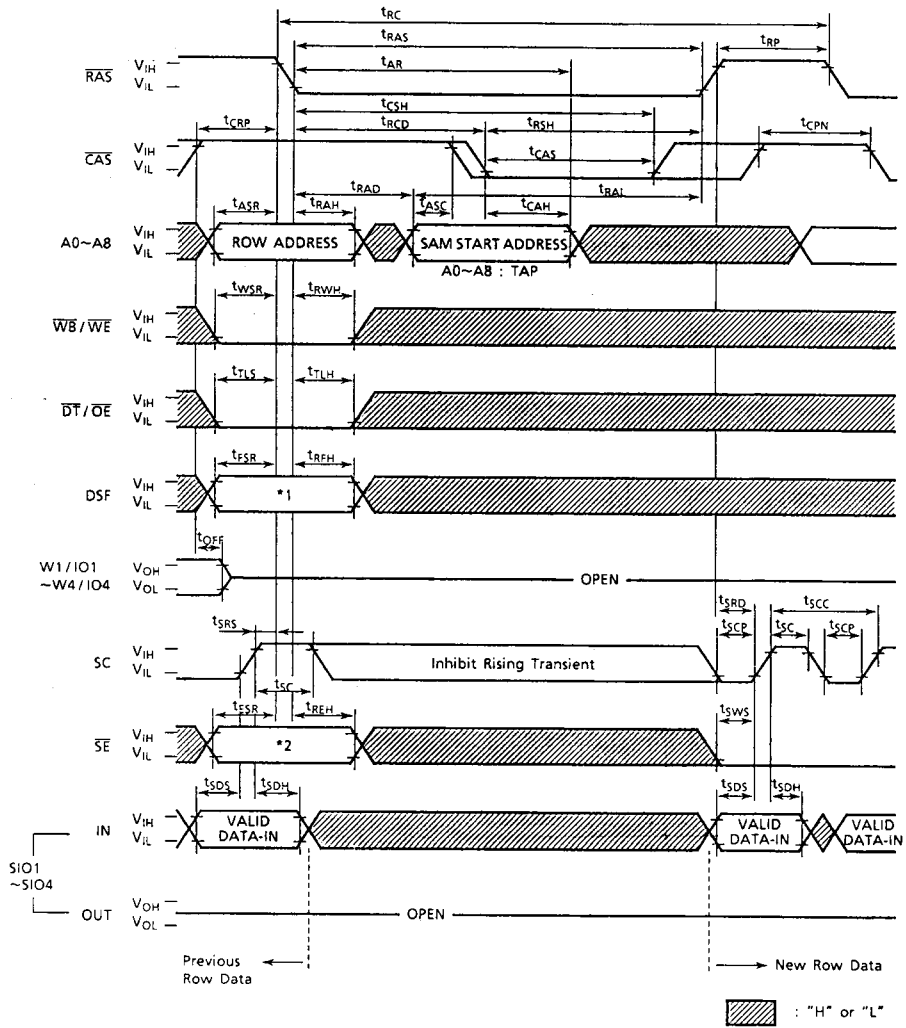 tRC
tRAS
tRP
tAR
RAS VIH
VIL
tCSH
tCRP
tRCD
tRSH
tCPN
CAS VIH
VIL
tCAS
tRAD
tRAL
tASR
tRAH
tASC
tCAH
A0~A8 VIH
VIL
ROW ADDRESS
SAM START ADDRESS
A0~A8 : TAP
tWSR
tRWH
WB/WE VIH
VIL
tTLS
tTLH
DT/OE VIH
VIL
tFSR
tRFH
DSF VIH
VIL
*1
tOFF
W1/IO1
~W4/IO4
VOH
VOL
OPEN
tSRS
tSRD
tSCC
tSCP
tSC
tSCP
SC VIH
VIL
Inhibit Rising Transient
tSC
tSWS
tESR
tREH
SE VIH
VIL
*2
tSDS
tSDH
tSDS
tSDH
IN VIH
VIL
VALID
DATA-IN
VALID
DATA-IN
VALID
DATA-IN
SIO1
~SIO4
OUT VOH
VOL
OPEN
Previous
Row Data
New Row Data
: "H" or "L"